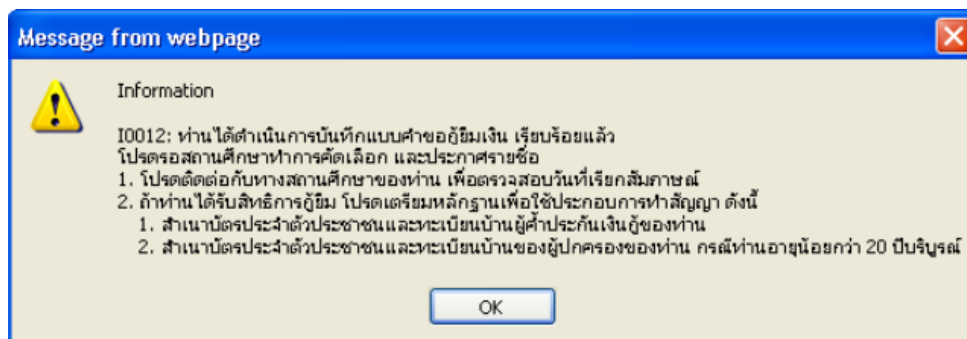 Message from webpage
Information
I0012: ท่านได้ดำเนินการบันทึกแบบคำขอกู้ยืมเงิน เรียบร้อยแล้ว
โปรดรอสถานศึกษาทำการคัดเลือก และประกาศรายชื่อ
1. โปรดติดต่อกับทางสถานศึกษาของท่าน เพื่อตรวจสอบวันที่เรียกสัมภาษณ์
2. ถ้าท่านได้รับสิทธิการกู้ยืม โปรดเตรียมหลักฐานเพื่อใช้ประกอบการทำสัญญา ดังนี้
1. สำเนาบัตรประจำตัวประชาชนและทะเบียนบ้านผู้ค้ำประกันเงินกู้ของท่าน
2. สำเนาบัตรประจำตัวประชาชนและทะเบียนบ้านของผู้ปกครองของท่าน กรณีท่านอายุน้อยกว่า 20 ปีบริบูรณ์
OK